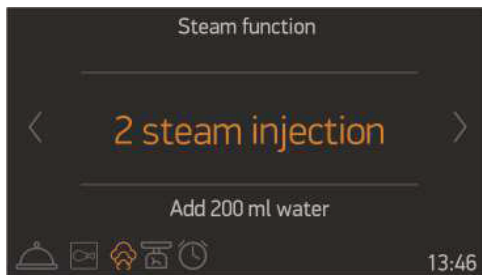 Steam function
2 steam injection
Add 200 ml water
13:46